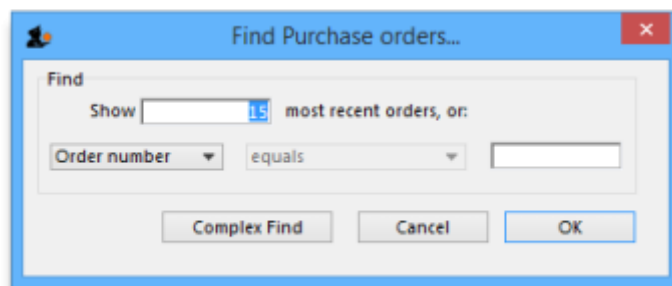 Find Purchase orders...
Find
Show 15 most recent orders, or:
Order number equals
Complex Find Cancel OK